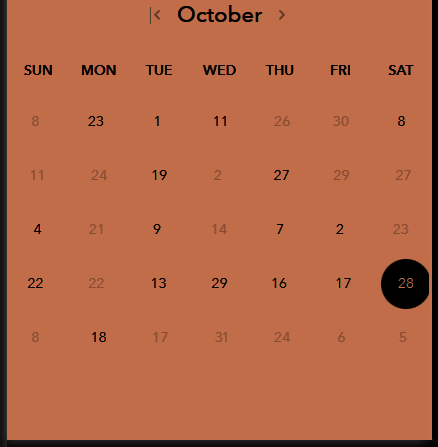 ‹ October ›
SUN MON TUE WED THU FRI SAT
8 23 1 11 26 30 8
11 24 19 2 27 29 27
4 21 9 14 7 2 23
22 22 13 29 16 17 28
8 18 17 31 24 6 5